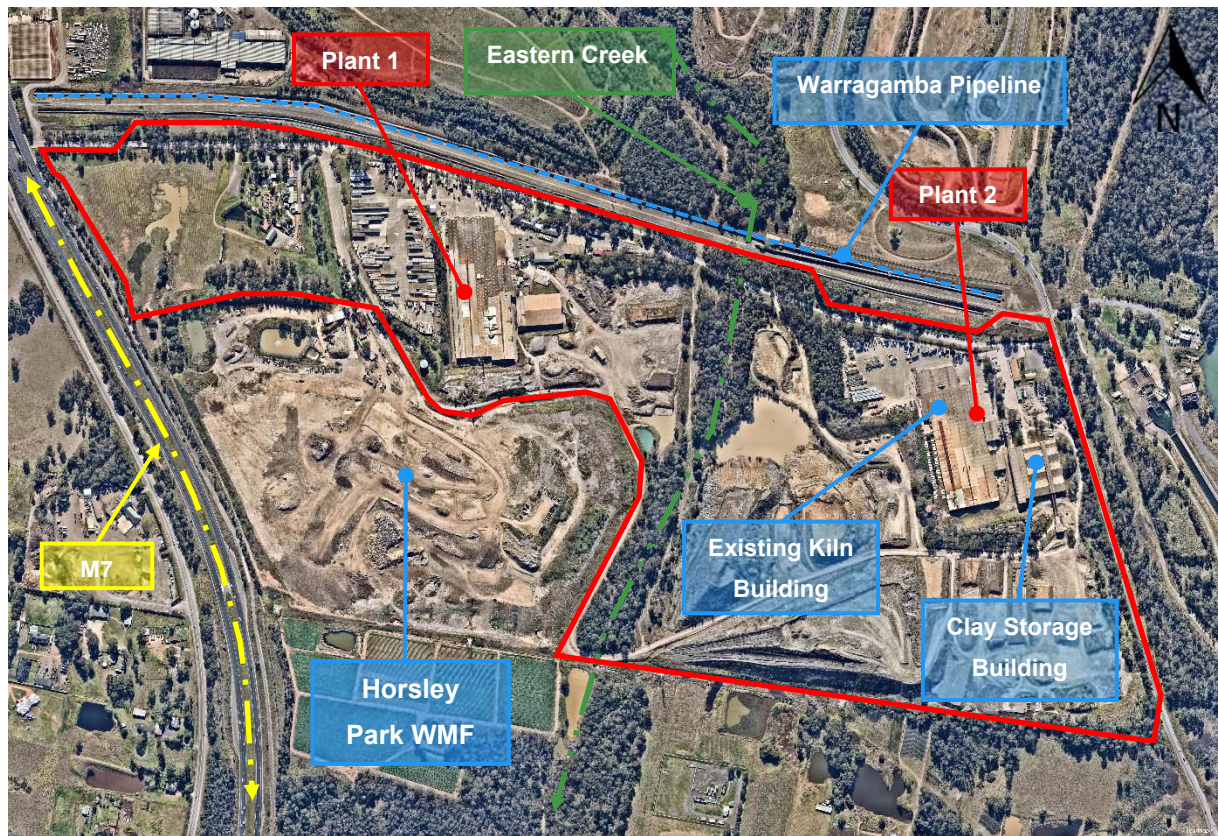 Plant 1
Eastern Creek
Warragamba Pipeline
N
Plant 2
M7
Existing Kiln
Building
Clay Storage
Building
Horsley
Park WMF